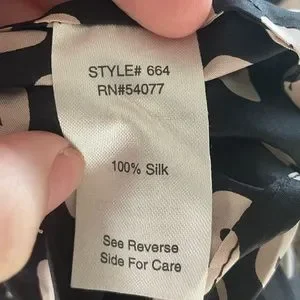 STYLE# 664
RN#54077
100% Silk
See Reverse
Side For Care